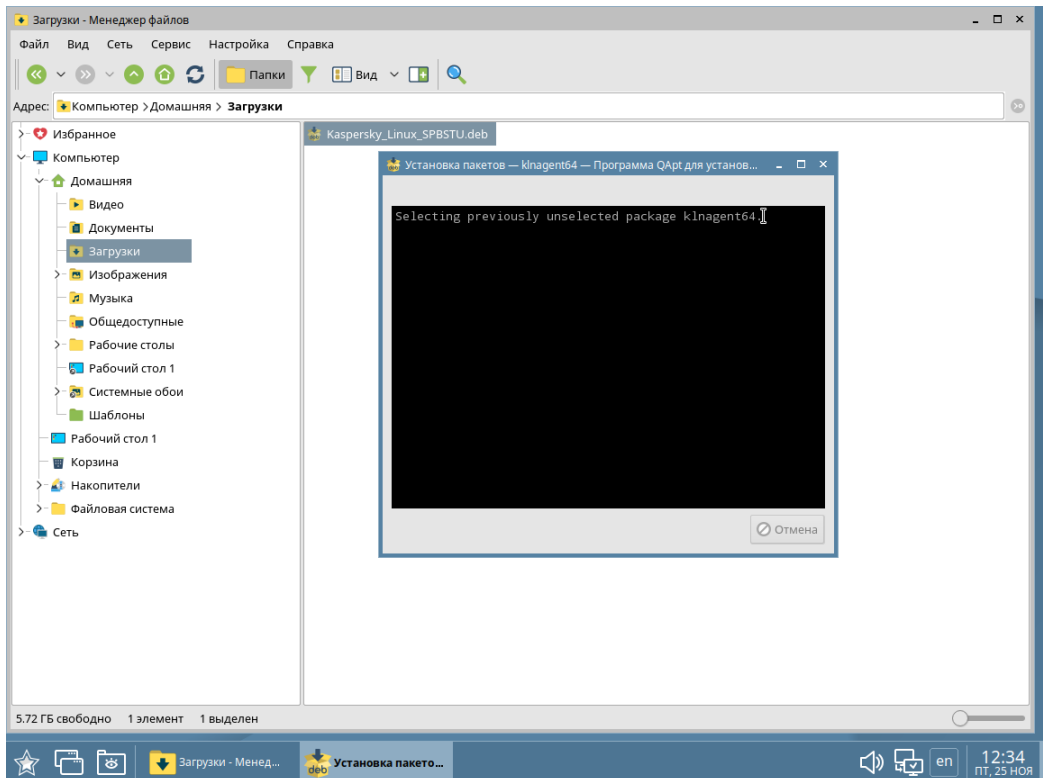 Загрузки - Менеджер файлов
Файл Вид Сеть Сервис Настройка Справка
Папки Вид
Адрес: Компьютер > Домашняя > Загрузки
Избранное
Компьютер
Домашняя
Видео
Документы
Загрузки
Изображения
Музыка
Общедоступные
Рабочие столы
Рабочий стол 1
Системные обои
Шаблоны
Рабочий стол 1
Корзина
Накопители
Файловая система
Сеть
Kaspersky_Linux_SPBSTU.deb
Установка пакетов — klnagent64 — Программа QApt для установ...
Selecting previously unselected package klnagent64.
Отмена
5.72 ГБ свободно 1 элемент 1 выделен
Загрузки - Менед...
deb Установка пакето...
en
12:34
ПТ, 25 НОЯ